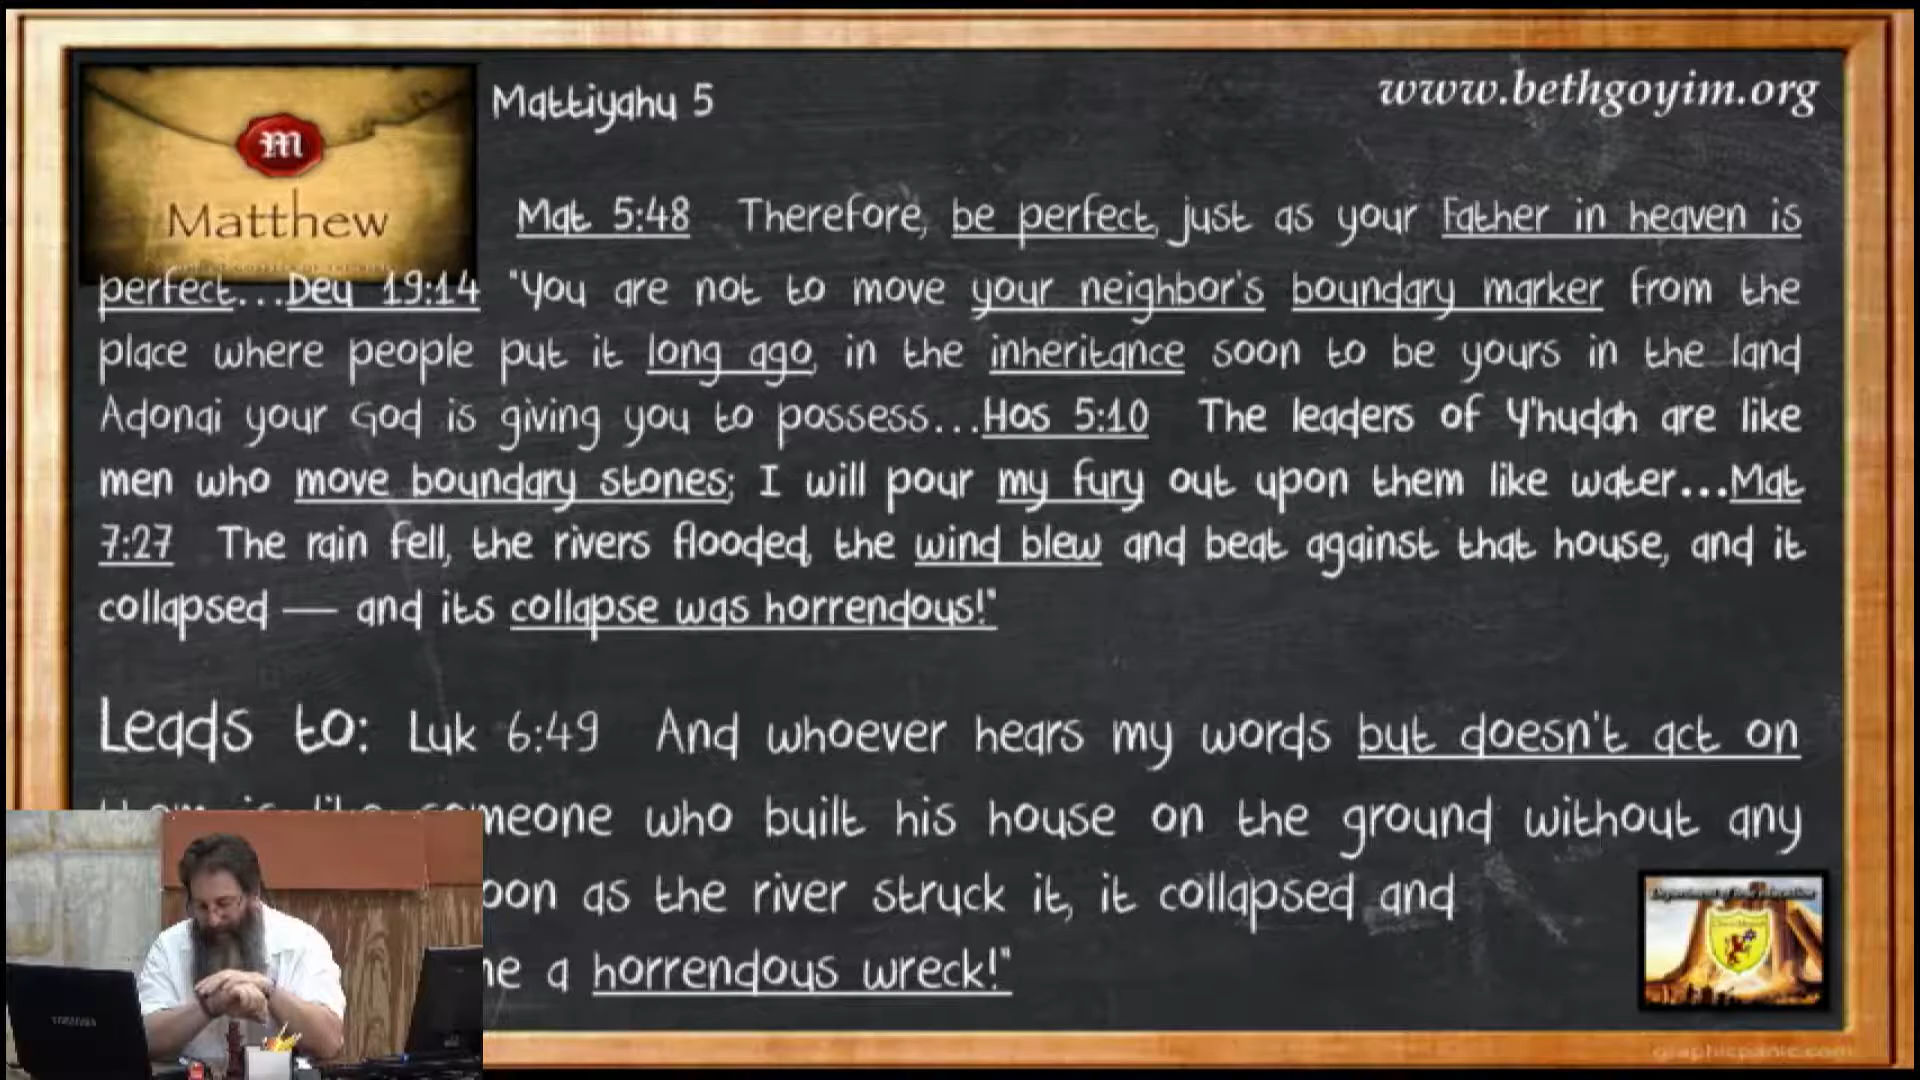 Mattiyahu 5
www.bethgoyim.org
M
Matthew
Mat 5:48 Therefore, be perfect, just as your Father in heaven is
perfect...Deu 19:14 "You are not to move your neighbor's boundary marker from the
place where people put it long ago, in the inheritance soon to be yours in the land
Adonai your God is giving you to possess...Hos 5:10 The leaders of Y'hudah are like
men who move boundary stones; I will pour my fury out upon them like water...Mat
7:27 The rain fell, the rivers flooded, the wind blew and beat against that house, and it
collapsed — and its collapse was horrendous!"
Leads to: Luk 6:49 And whoever hears my words but doesn't act on
them is like someone who built his house on the ground without any
as the river struck it, it collapsed and
a horrendous wreck!"
TOSHIBA
graphicpanic.com